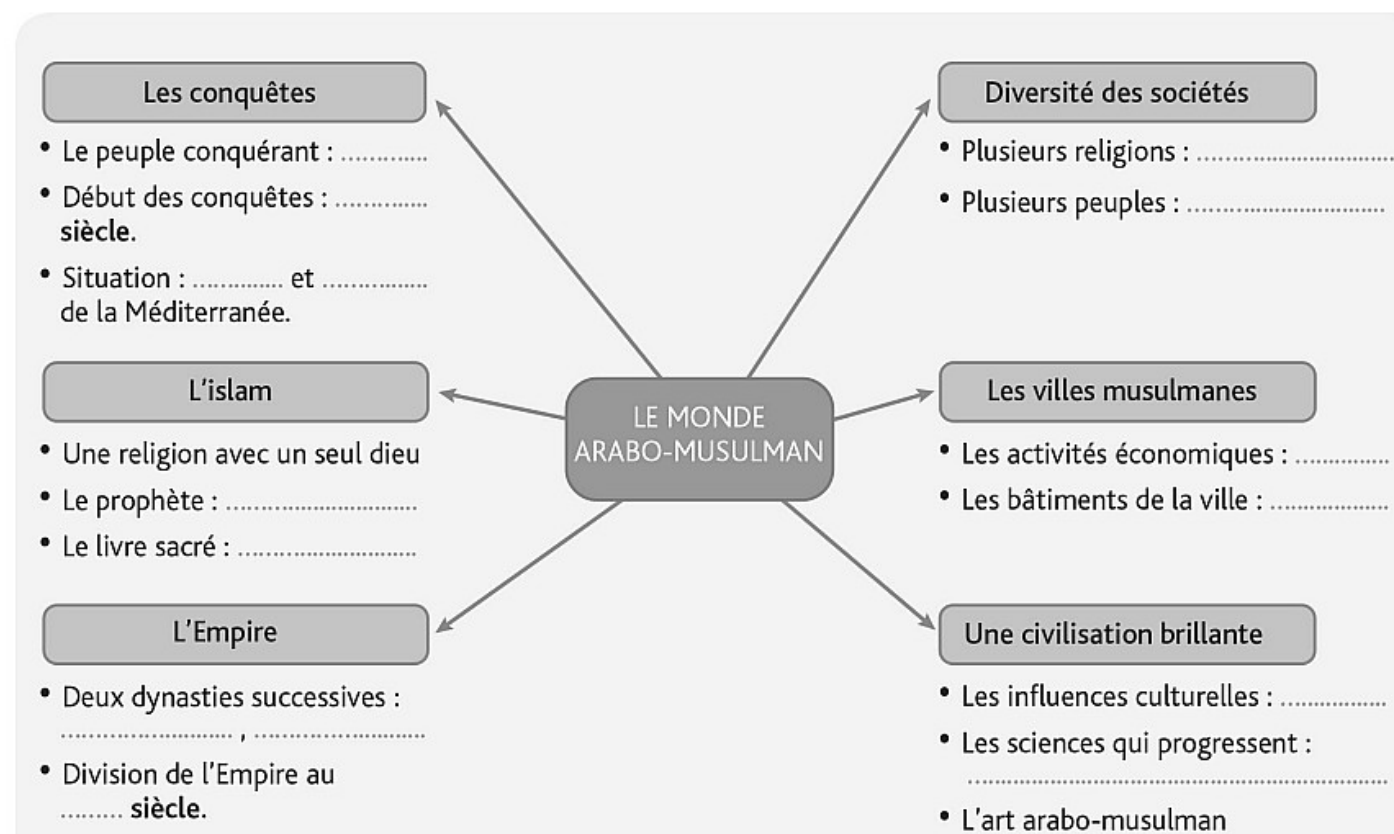 Les conquêtes
• Le peuple conquérant : ..............
• Début des conquêtes : ..............
siècle.
• Situation : .............. et ................
de la Méditerranée.
L'islam
• Une religion avec un seul dieu
• Le prophète : .............................
• Le livre sacré : ...........................
L'Empire
• Deux dynasties successives :
.......................... , ..........................
• Division de l'Empire au
......... siècle.
LE MONDE
ARABO-MUSULMAN
Diversité des sociétés
• Plusieurs religions : ..............................
• Plusieurs peuples : ..............................
Les villes musulmanes
• Les activités économiques : ..............
• Les bâtiments de la ville : ..................
Une civilisation brillante
• Les influences culturelles : ................
• Les sciences qui progressent :
................................................................
• L'art arabo-musulman